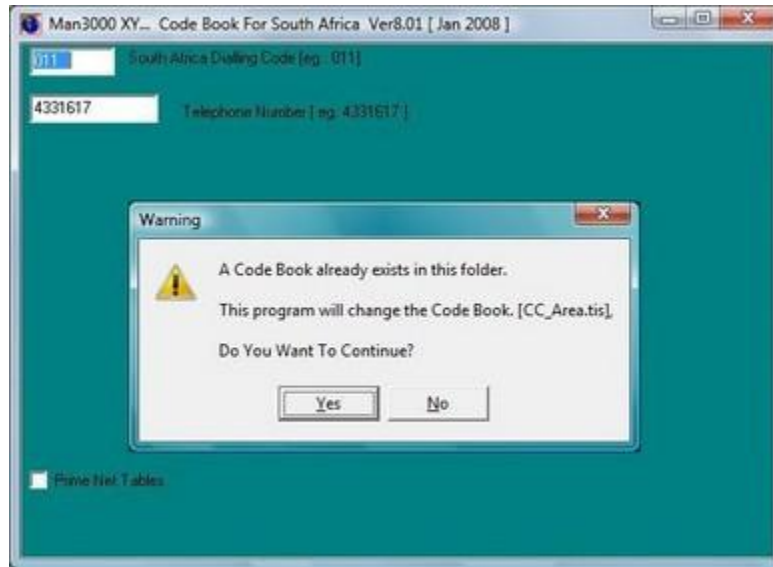 Man3000 XY... Code Book For South Africa Ver8.01 [ Jan 2008 ]
011 South Africa Dialling Code [eg. 011]
4331617 Telephone Number [ eg. 4331617 ]
Warning
A Code Book already exists in this folder.
This program will change the Code Book. [CC_Area.tis],
Do You Want To Continue?
Yes No
Prime Net Tables